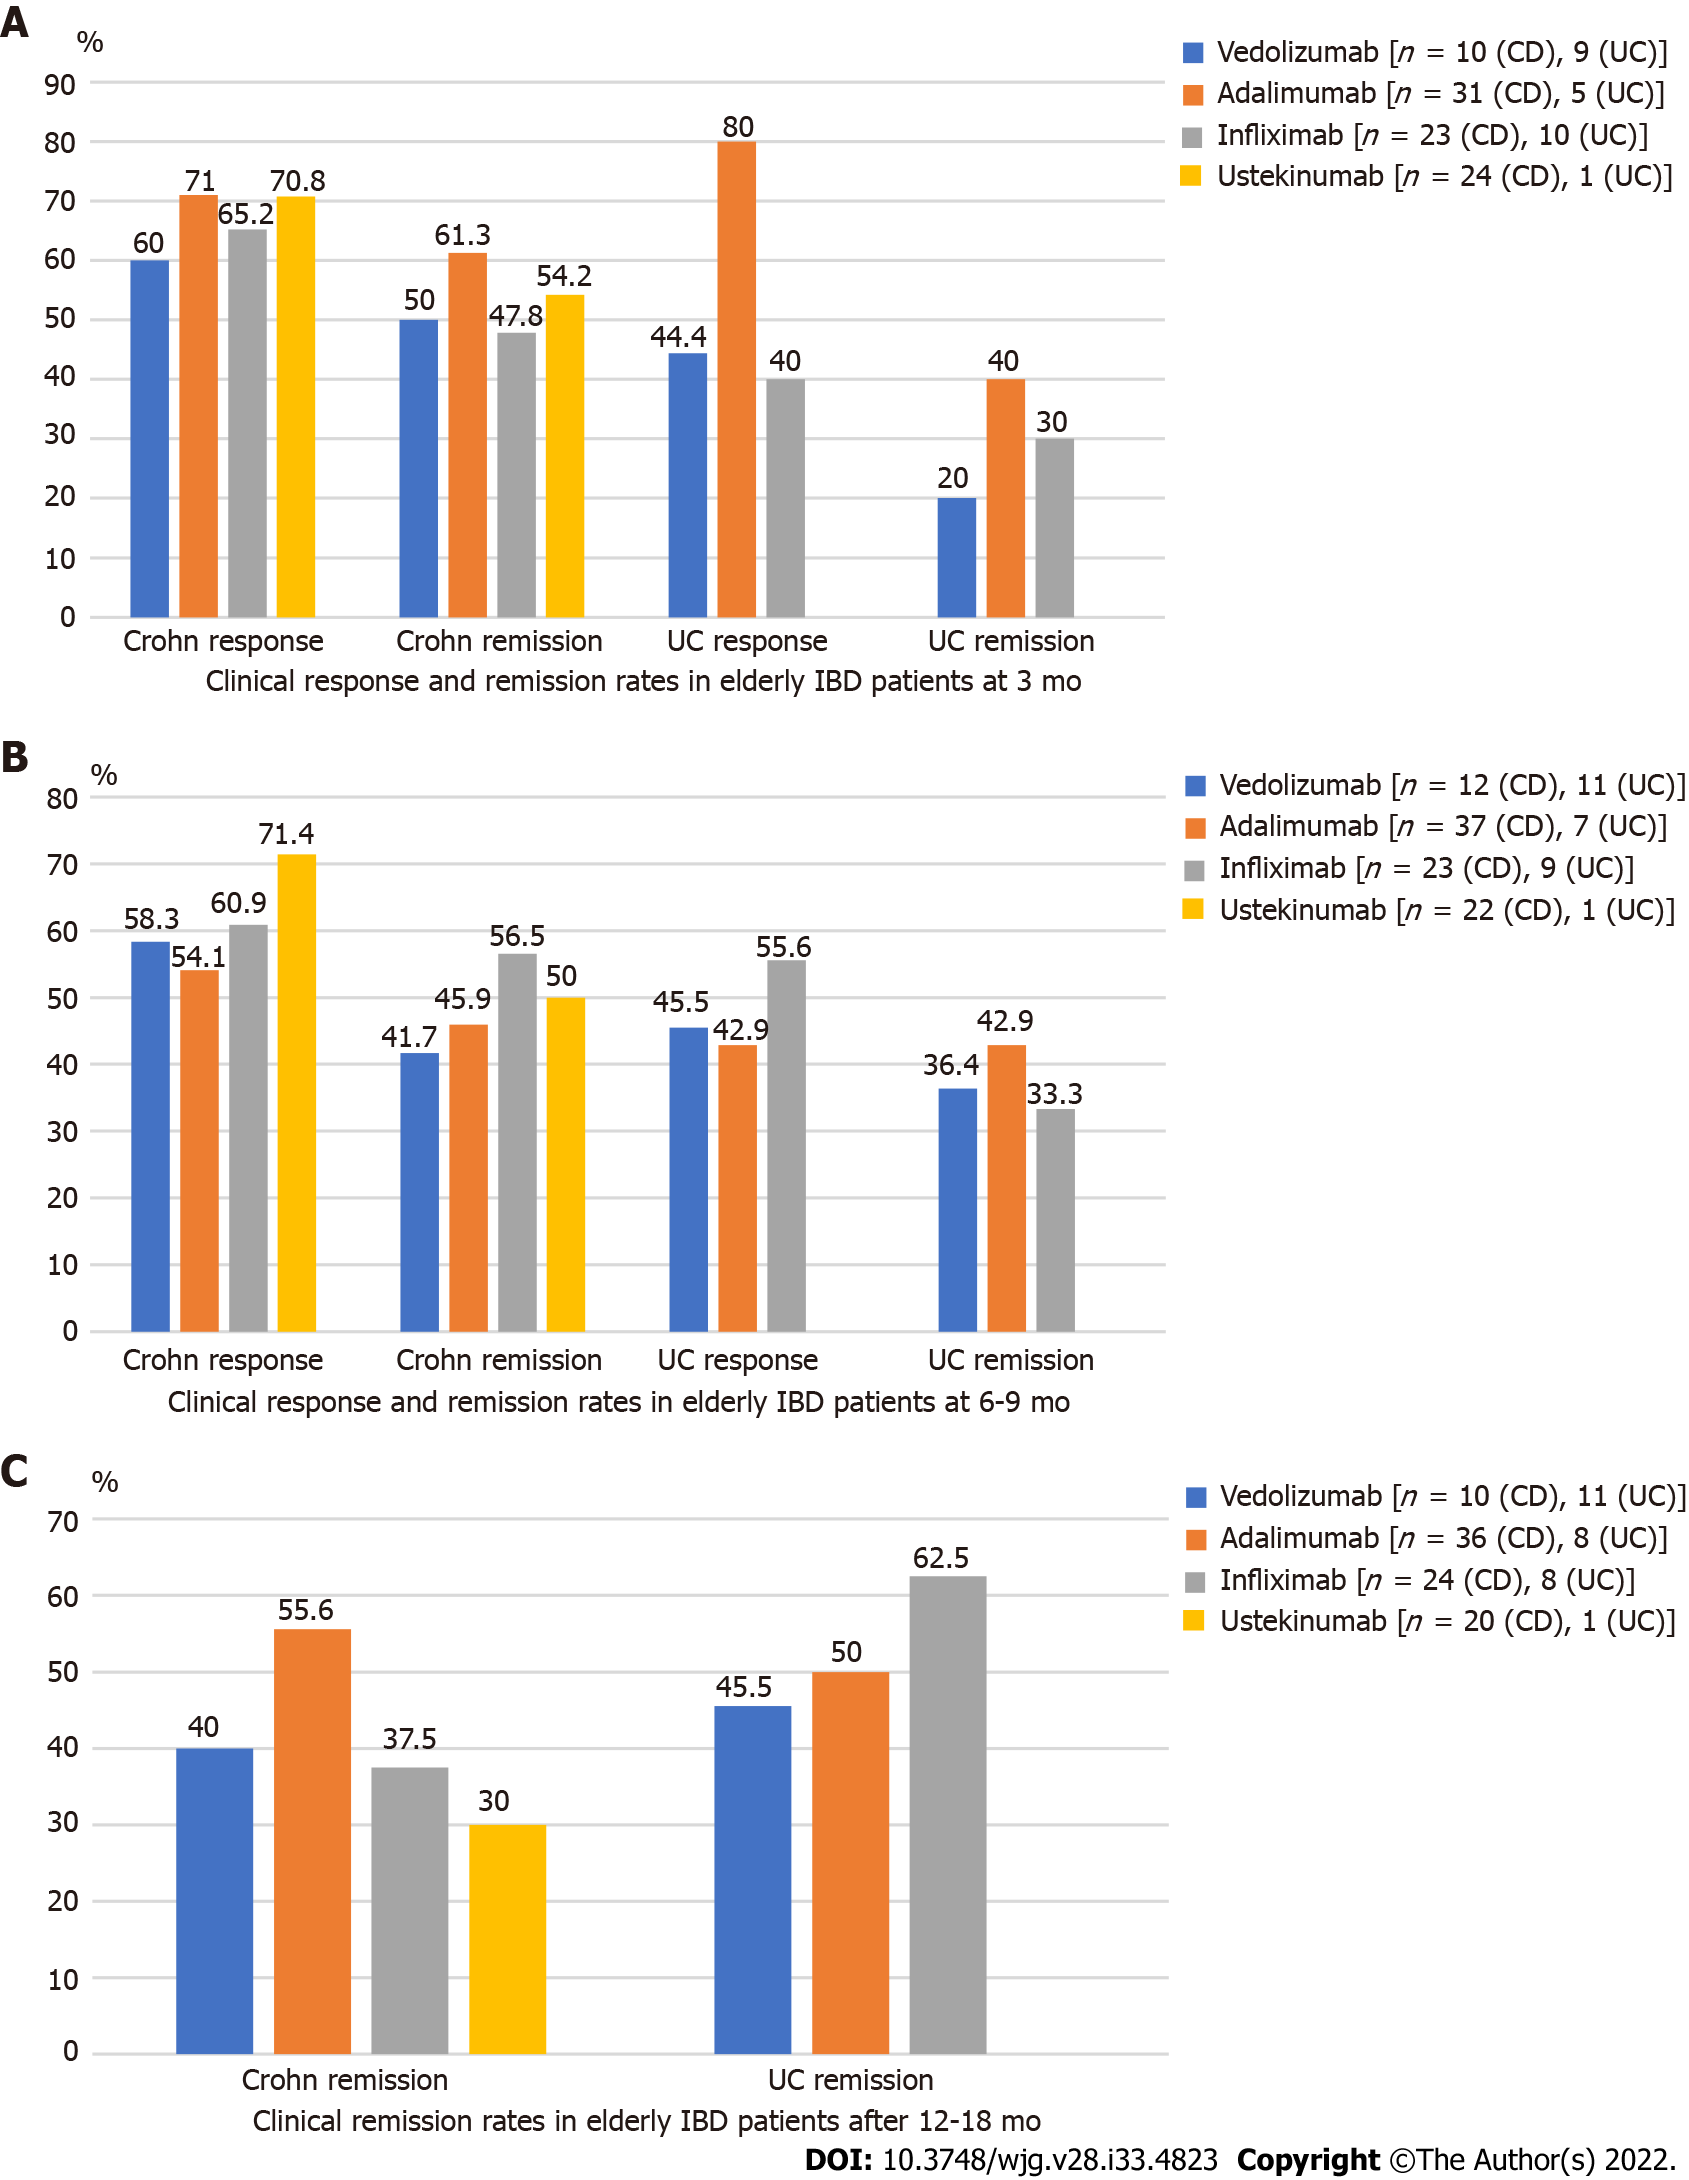 A
%
Vedolizumab [n = 10 (CD), 9 (UC)]
Adalimumab [n = 31 (CD), 5 (UC)]
Infliximab [n = 23 (CD), 10 (UC)]
Ustekinumab [n = 24 (CD), 1 (UC)]
90
80
70
60
50
40
30
20
10
0
60
71
65.2
70.8
50
61.3
47.8
54.2
44.4
80
40
20
40
30
Crohn response
Crohn remission
UC response
UC remission
Clinical response and remission rates in elderly IBD patients at 3 mo
B
%
Vedolizumab [n = 12 (CD), 11 (UC)]
Adalimumab [n = 37 (CD), 7 (UC)]
Infliximab [n = 23 (CD), 9 (UC)]
Ustekinumab [n = 22 (CD), 1 (UC)]
80
70
60
50
40
30
20
10
0
58.3
54.1
60.9
71.4
41.7
45.9
56.5
50
45.5
42.9
55.6
36.4
42.9
33.3
Crohn response
Crohn remission
UC response
UC remission
Clinical response and remission rates in elderly IBD patients at 6-9 mo
C
%
Vedolizumab [n = 10 (CD), 11 (UC)]
Adalimumab [n = 36 (CD), 8 (UC)]
Infliximab [n = 24 (CD), 8 (UC)]
Ustekinumab [n = 20 (CD), 1 (UC)]
70
60
50
40
30
20
10
0
40
55.6
37.5
30
45.5
50
62.5
Crohn remission
UC remission
Clinical remission rates in elderly IBD patients after 12-18 mo
DOI: 10.3748/wjg.v28.i33.4823 Copyright ©The Author(s) 2022.